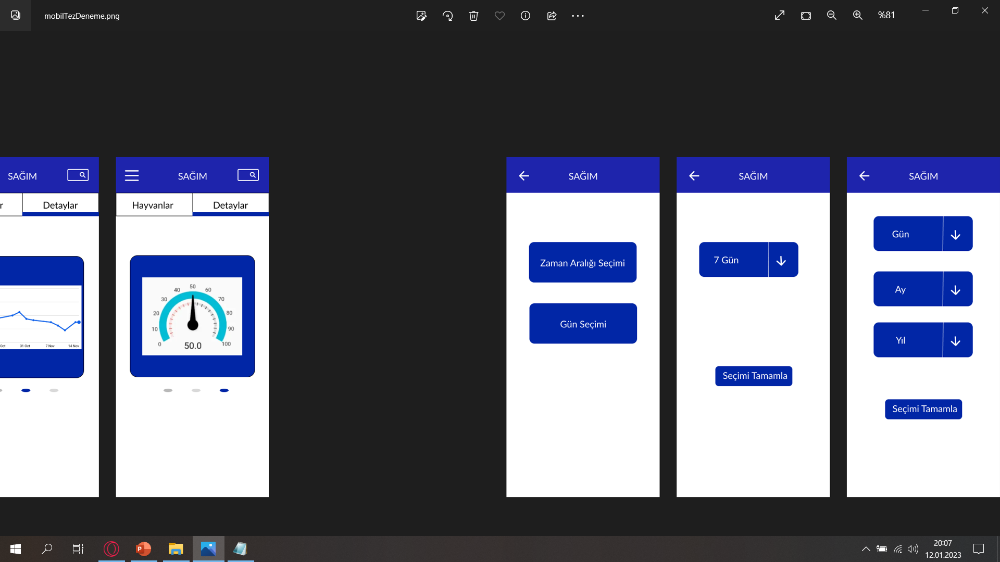 mobilTezDeneme.png
%81
SAĞIM
r
Detaylar
Oct
31 Oct
7 Nov
14 Nov
SAĞIM
Hayvanlar
Detaylar
0
10
20
30
40
50
60
70
80
90
100
50.0
SAĞIM
Zaman Aralığı Seçimi
Gün Seçimi
SAĞIM
7 Gün
Seçimi Tamamla
SAĞIM
Gün
Ay
Yıl
Seçimi Tamamla
P
20:07
12.01.2023